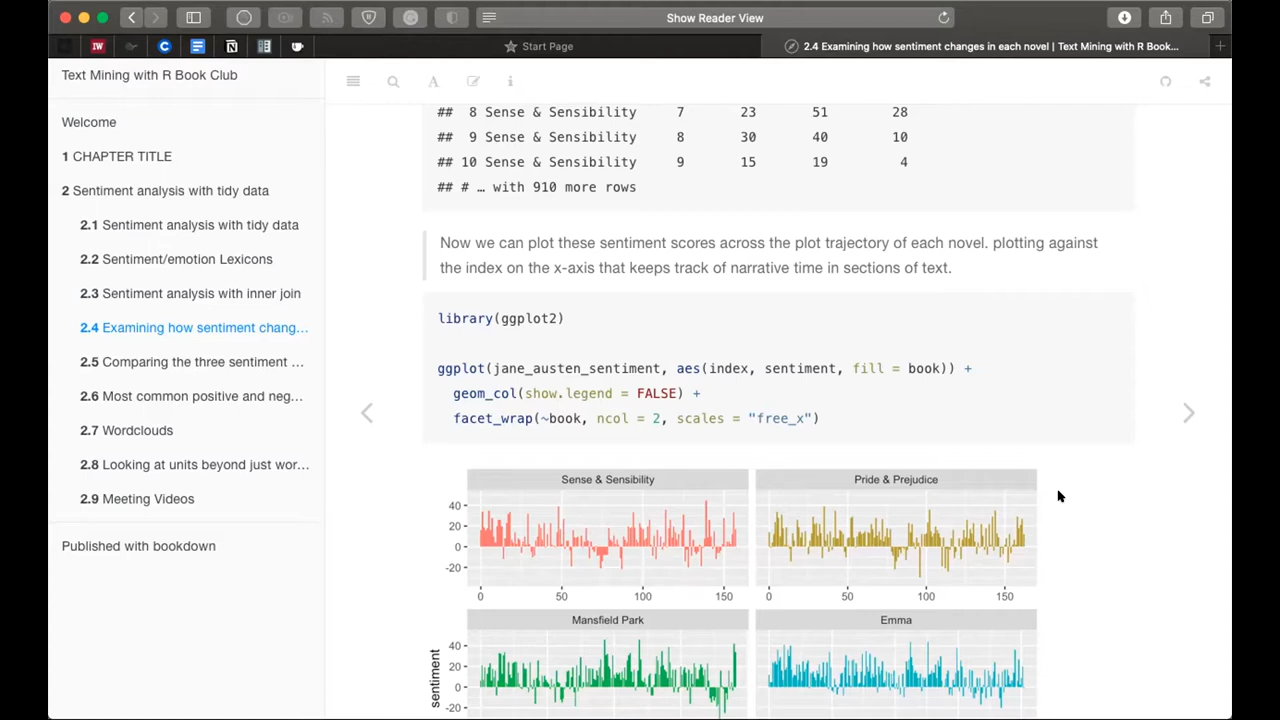 Show Reader View
IW
C
N
Start Page
2.4 Examining how sentiment changes in each novel | Text Mining with R Book...
Text Mining with R Book Club
Welcome
1 CHAPTER TITLE
2 Sentiment analysis with tidy data
2.1 Sentiment analysis with tidy data
2.2 Sentiment/emotion Lexicons
2.3 Sentiment analysis with inner join
2.4 Examining how sentiment chang...
2.5 Comparing the three sentiment ...
2.6 Most common positive and neg...
2.7 Wordclouds
2.8 Looking at units beyond just wor...
2.9 Meeting Videos
Published with bookdown
A
i
## 8 Sense & Sensibility 7 23 51 28
## 9 Sense & Sensibility 8 30 40 10
## 10 Sense & Sensibility 9 15 19 4
## # … with 910 more rows
Now we can plot these sentiment scores across the plot trajectory of each novel. plotting against
the index on the x-axis that keeps track of narrative time in sections of text.
library(ggplot2)
ggplot(jane_austen_sentiment, aes(index, sentiment, fill = book)) +
geom_col(show.legend = FALSE) +
facet_wrap(~book, ncol = 2, scales = "free_x")
Sense & Sensibility Pride & Prejudice
40
20
0
-20
0 50 100 150 0 50 100 150
Mansfield Park Emma
40
20
0
-20
sentiment